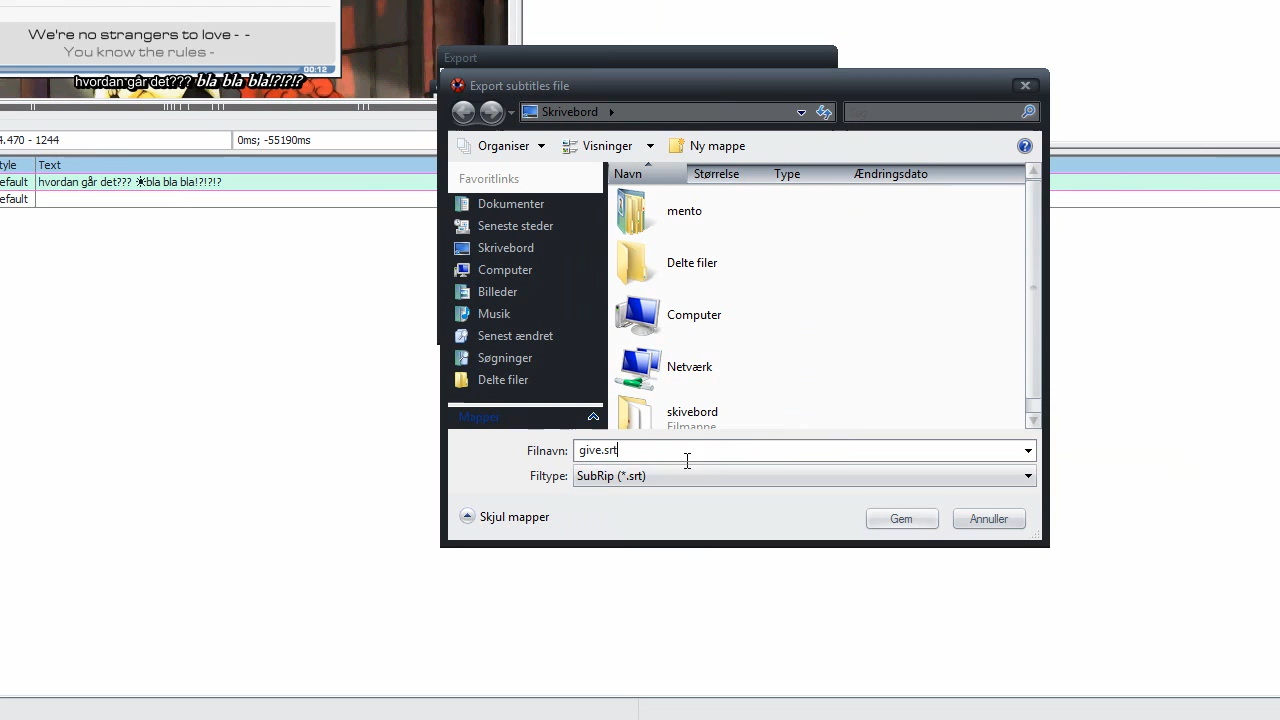 We're no strangers to love - -
You know the rules -
00:12
hvordan går det??? bla bla bla!?!?!?
4.470 - 1244
0ms; -55190ms
tyle
Text
efault
hvordan går det??? ☀bla bla bla!?!?!?
efault
Export
Export subtitles file
Skrivebord
Organiser
Visninger
Ny mappe
Favoritlinks
Navn
Størrelse
Type
Ændringsdato
Dokumenter
Seneste steder
Skrivebord
Computer
Billeder
Musik
Senest ændret
Søgninger
Delte filer
Mapper
mento
Delte filer
Computer
Netværk
skivebord
Filmappe
Filnavn:
give.srt
Filtype:
SubRip (*.srt)
Skjul mapper
Gem
Annuller